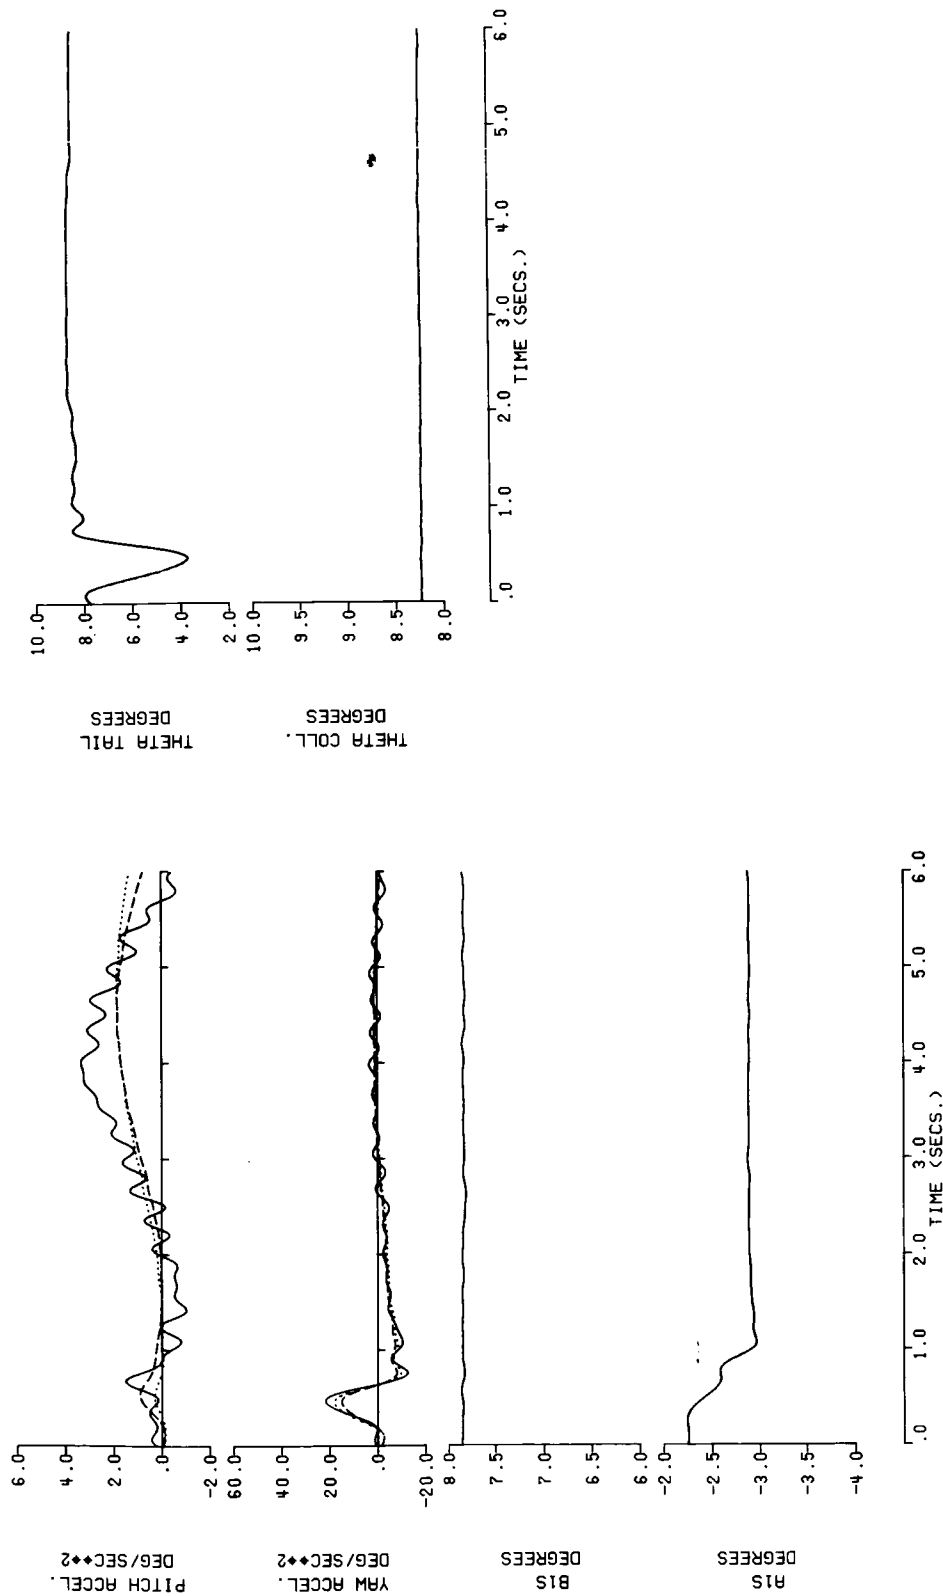 PITCH ACCEL.
DEG/SEC♦♦2
6.0
4.0
2.0
.0
-2.0
YAW ACCEL.
DEG/SEC♦♦2
60.0
40.0
20.0
.0
-20.0
B1S
DEGREES
8.0
7.5
7.0
6.5
6.0
A1S
DEGREES
-2.0
-2.5
-3.0
-3.5
-4.0
.0 1.0 2.0 3.0 4.0 5.0 6.0
TIME (SECS.)
THETA TAIL
DEGREES
10.0
8.0
6.0
4.0
2.0
THETA COLL.
DEGREES
10.0
9.5
9.0
8.5
8.0
.0 1.0 2.0 3.0 4.0 5.0 6.0
TIME (SECS.)